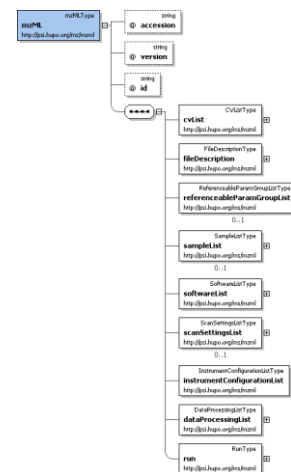 mzMLType
mzML
http://psi.hupo.org/ms/mzml
string
@ accession
string
@ version
string
@ id
CVListType
cvList
http://psi.hupo.org/ms/mzml
FileDescriptionType
fileDescription
http://psi.hupo.org/ms/mzml
ReferenceableParamGroupListType
referenceableParamGroupList
http://psi.hupo.org/ms/mzml
0..1
SampleListType
sampleList
http://psi.hupo.org/ms/mzml
0..1
SoftwareListType
softwareList
http://psi.hupo.org/ms/mzml
ScanSettingsListType
scanSettingsList
http://psi.hupo.org/ms/mzml
0..1
InstrumentConfigurationListType
instrumentConfigurationList
http://psi.hupo.org/ms/mzml
DataProcessingListType
dataProcessingList
http://psi.hupo.org/ms/mzml
RunType
run
http://psi.hupo.org/ms/mzml